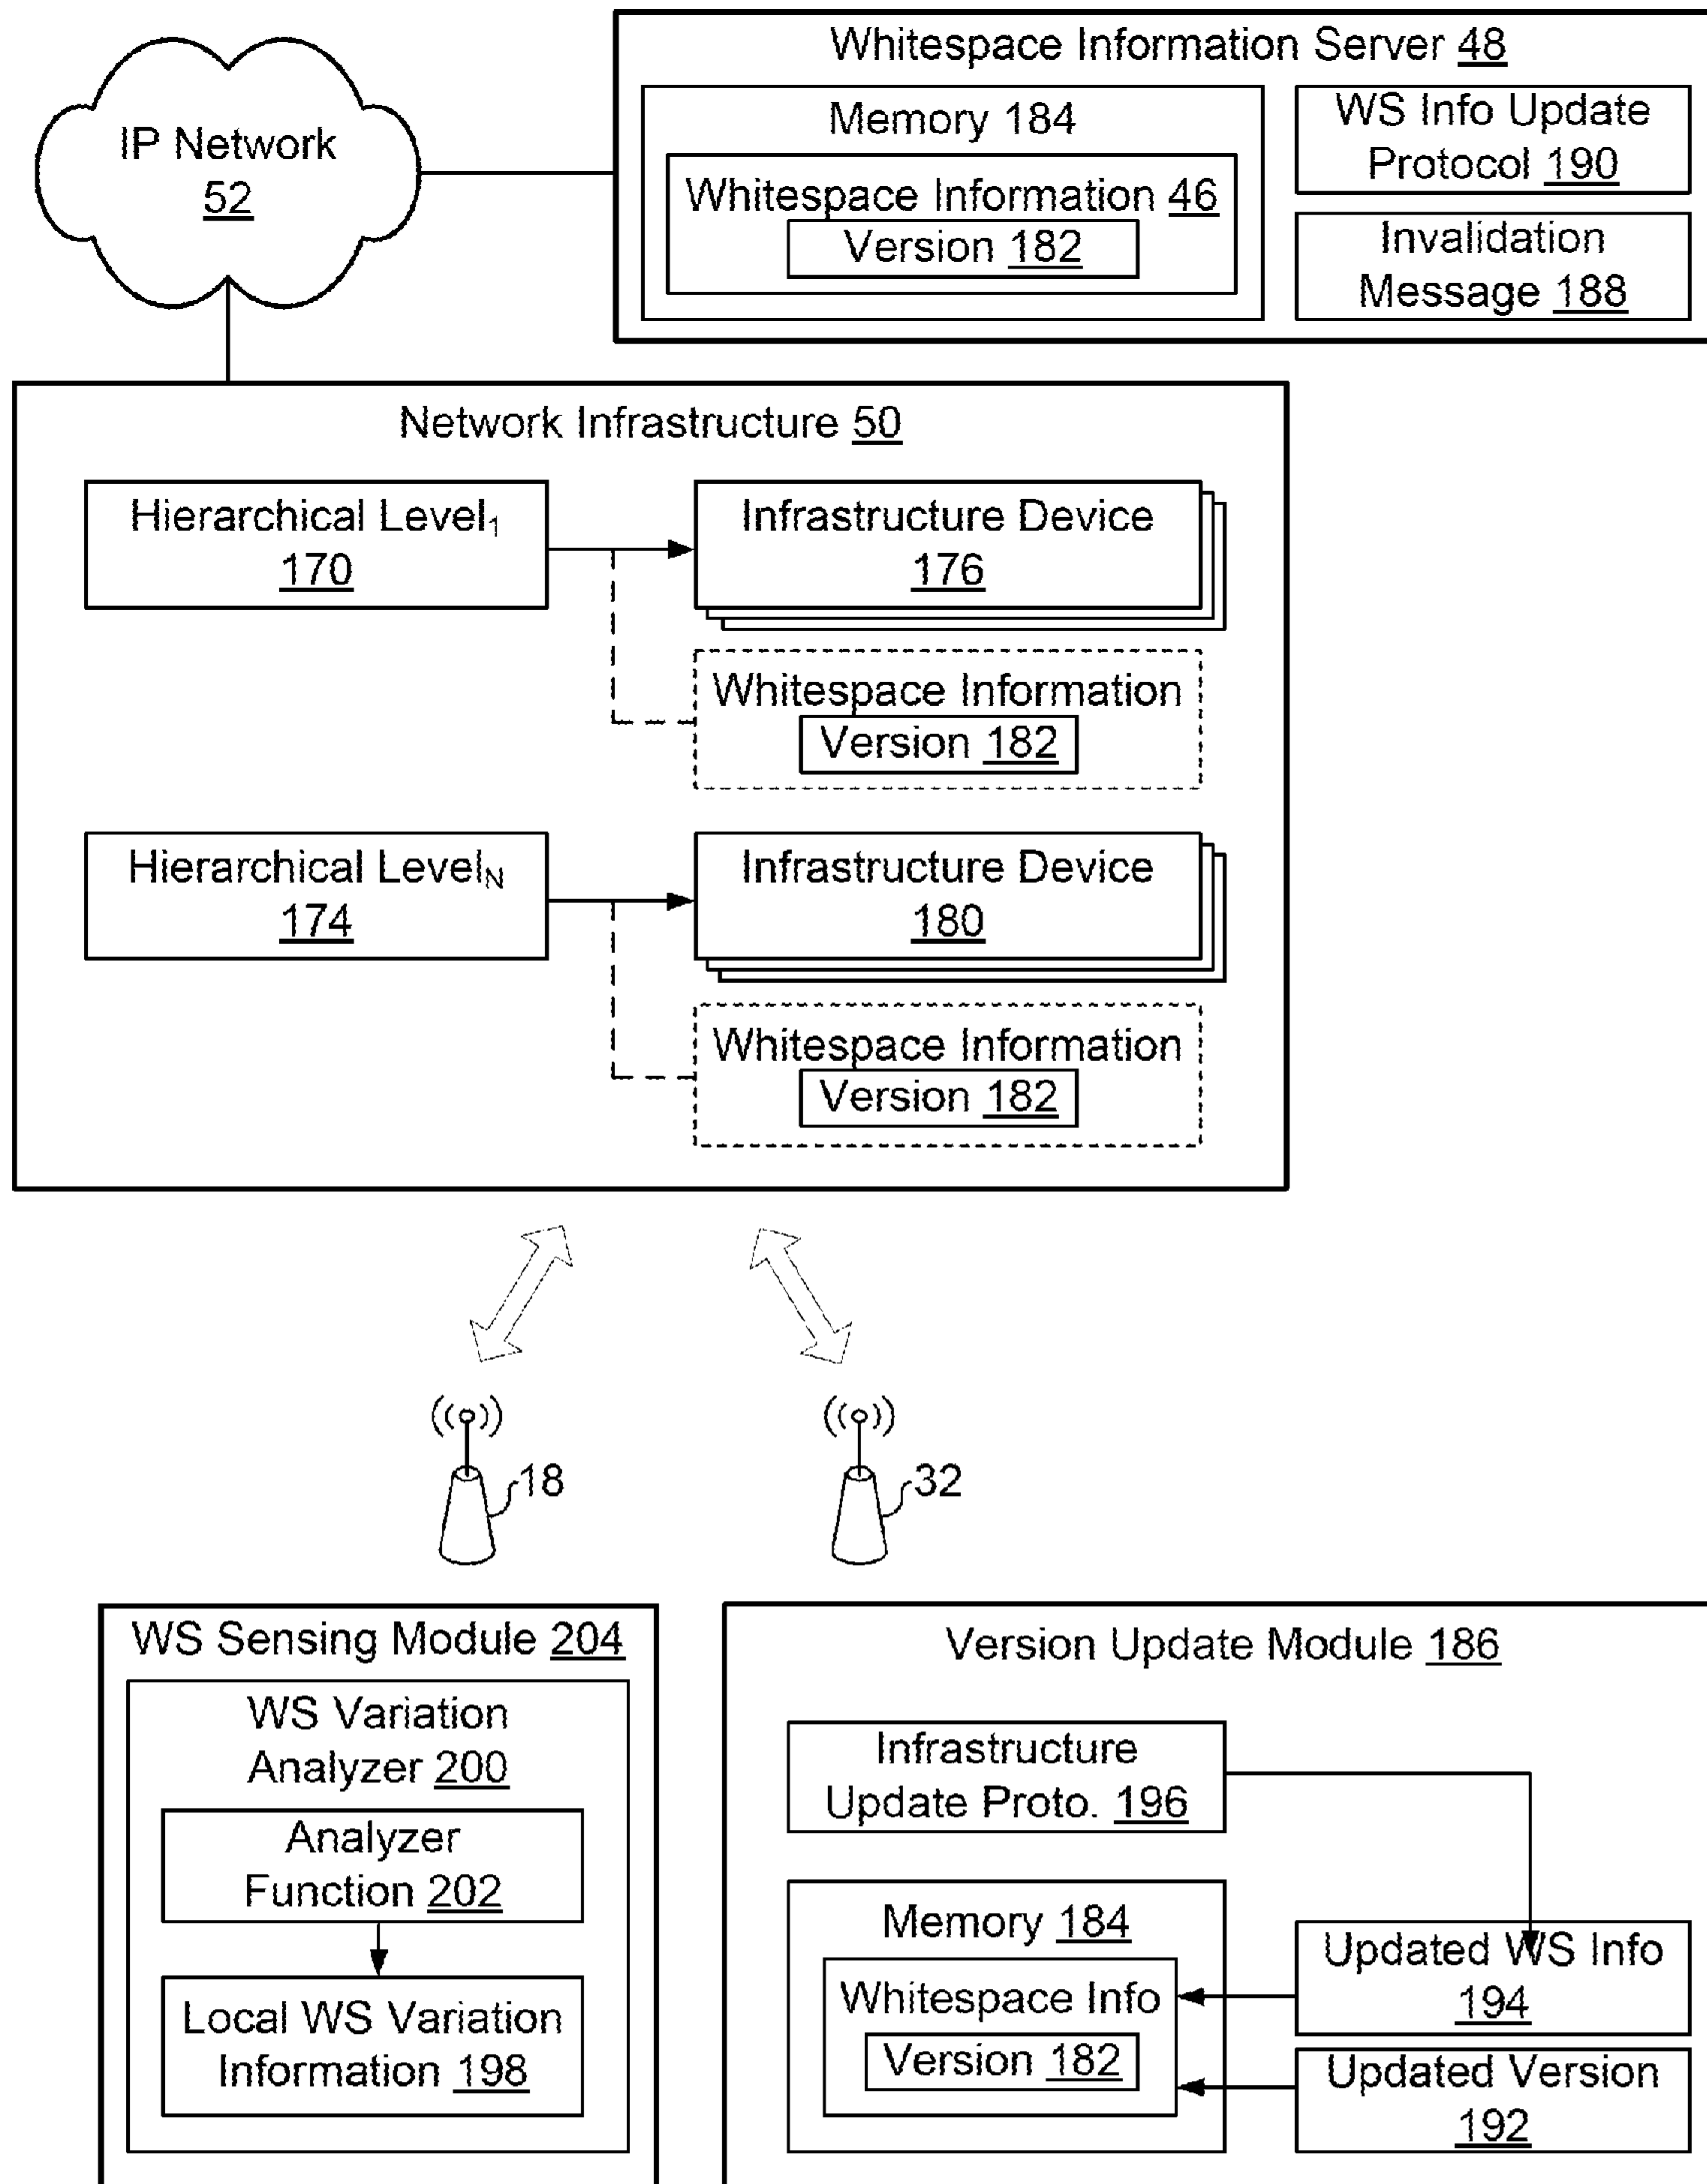 Whitespace Information Server 48
IP Network
52
Memory 184
Whitespace Information 46
Version 182
WS Info Update
Protocol 190
Invalidation
Message 188
Network Infrastructure 50
Hierarchical Level1
170
Infrastructure Device
176
Whitespace Information
Version 182
Hierarchical LevelN
174
Infrastructure Device
180
Whitespace Information
Version 182
18
32
WS Sensing Module 204
WS Variation
Analyzer 200
Analyzer
Function 202
Local WS Variation
Information 198
Version Update Module 186
Infrastructure
Update Proto. 196
Memory 184
Whitespace Info
Version 182
Updated WS Info
194
Updated Version
192